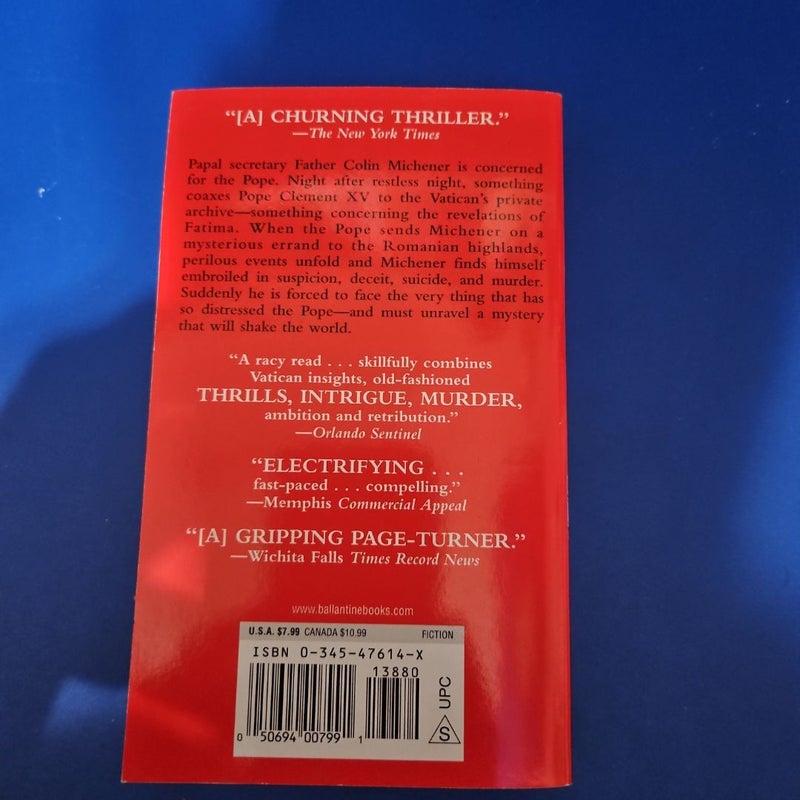 “[A] CHURNING THRILLER.”
—The New York Times
Papal secretary Father Colin Michener is concerned
for the Pope. Night after restless night, something
coaxes Pope Clement XV to the Vatican’s private
archive—something concerning the revelations of
Fatima. When the Pope sends Michener on a
mysterious errand to the Romanian highlands,
perilous events unfold and Michener finds himself
embroiled in suspicion, deceit, suicide, and murder.
Suddenly he is forced to face the very thing that has
so distressed the Pope—and must unravel a mystery
that will shake the world.
“A racy read . . . skillfully combines
Vatican insights, old-fashioned
THRILLS, INTRIGUE, MURDER,
ambition and retribution.”
—Orlando Sentinel
“ELECTRIFYING . . .
fast-paced . . . compelling.”
—Memphis Commercial Appeal
“[A] GRIPPING PAGE-TURNER.”
—Wichita Falls Times Record News
www.ballantinebooks.com
U.S.A. $7.99 CANADA $10.99 FICTION
ISBN 0-345-47614-X
13880
0 50694 00799 1
UPC
S